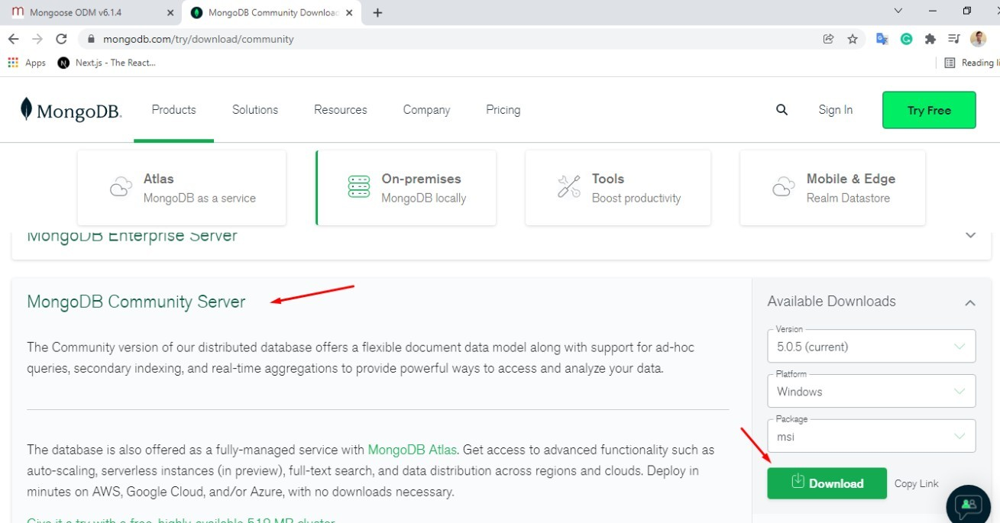 Mongoose ODM v6.1.4
MongoDB Community Download
mongodb.com/try/download/community
Apps
Next.js - The React...
Reading li
MongoDB.
Products
Solutions
Resources
Company
Pricing
Sign In
Try Free
Atlas
MongoDB as a service
On-premises
MongoDB locally
Tools
Boost productivity
Mobile & Edge
Realm Datastore
MongoDB Enterprise Server
MongoDB Community Server
The Community version of our distributed database offers a flexible document data model along with support for ad-hoc
queries, secondary indexing, and real-time aggregations to provide powerful ways to access and analyze your data.
The database is also offered as a fully-managed service with MongoDB Atlas. Get access to advanced functionality such as
auto-scaling, serverless instances (in preview), full-text search, and data distribution across regions and clouds. Deploy in
minutes on AWS, Google Cloud, and/or Azure, with no downloads necessary.
Give it a try with a free, highly-available 512 MB cluster
Available Downloads
Version
5.0.5 (current)
Platform
Windows
Package
msi
Download
Copy Link